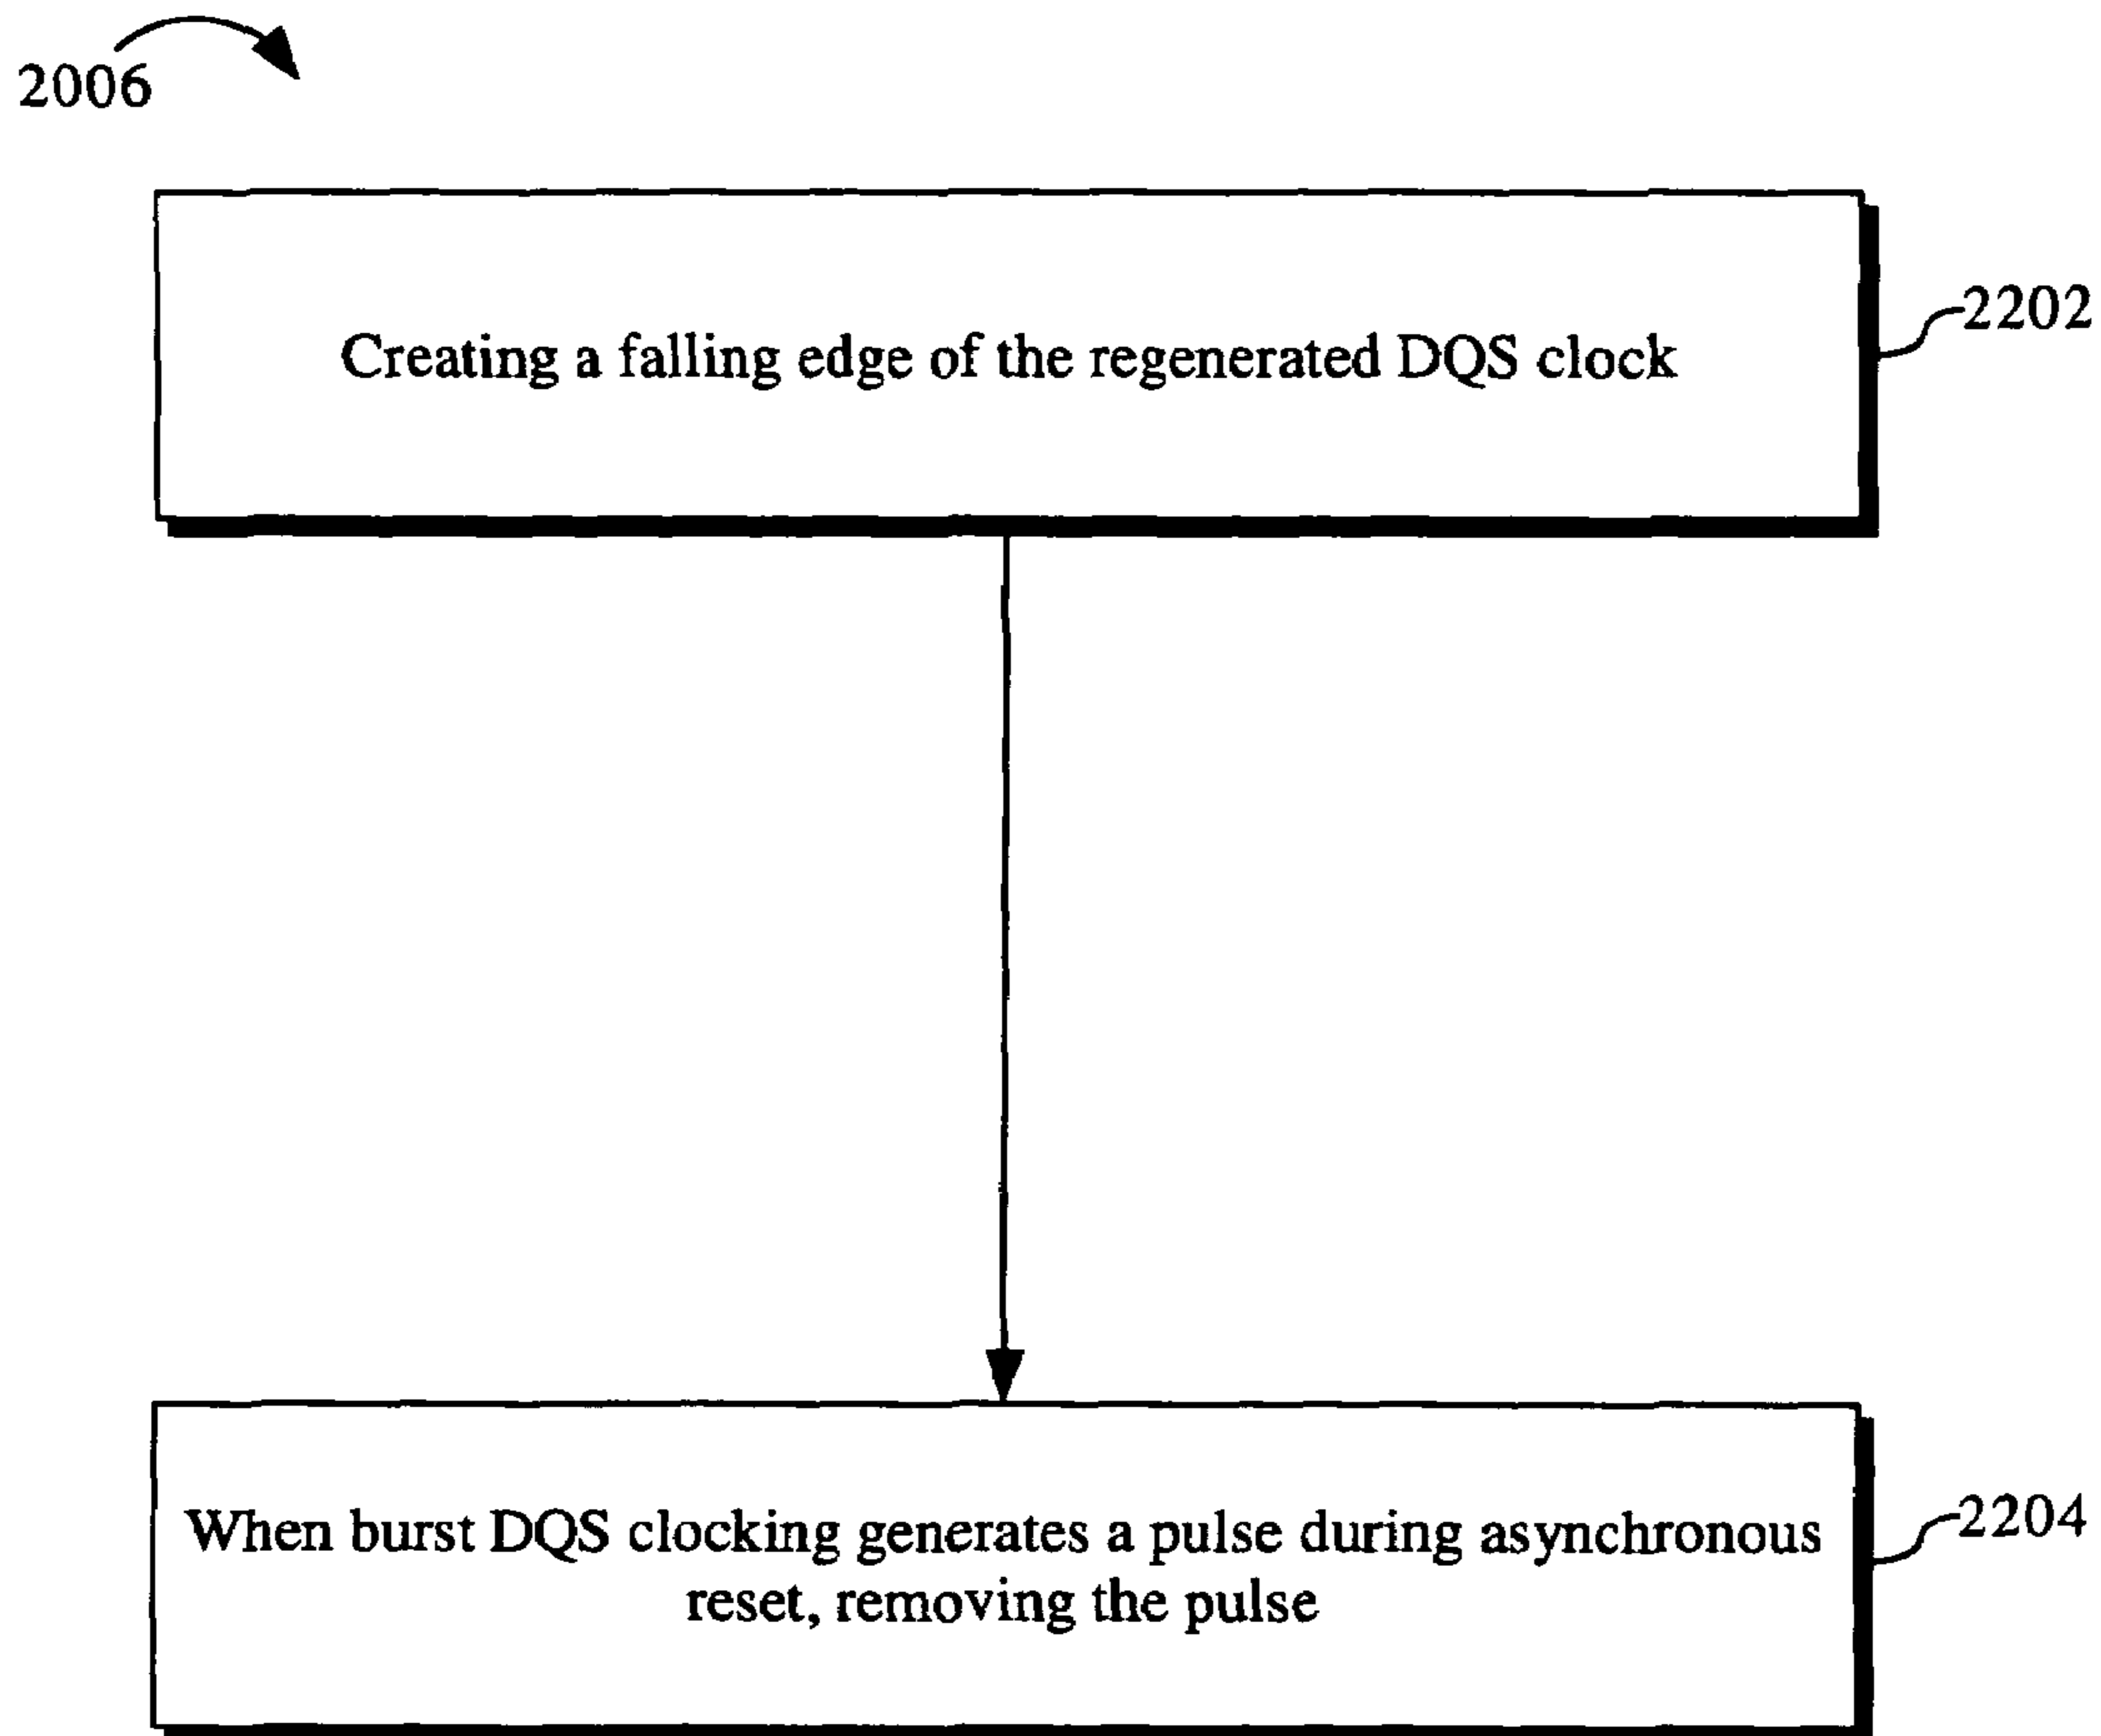 2006
Creating a falling edge of the regenerated DQS clock
2202
When burst DQS clocking generates a pulse during asynchronous
reset, removing the pulse
2204